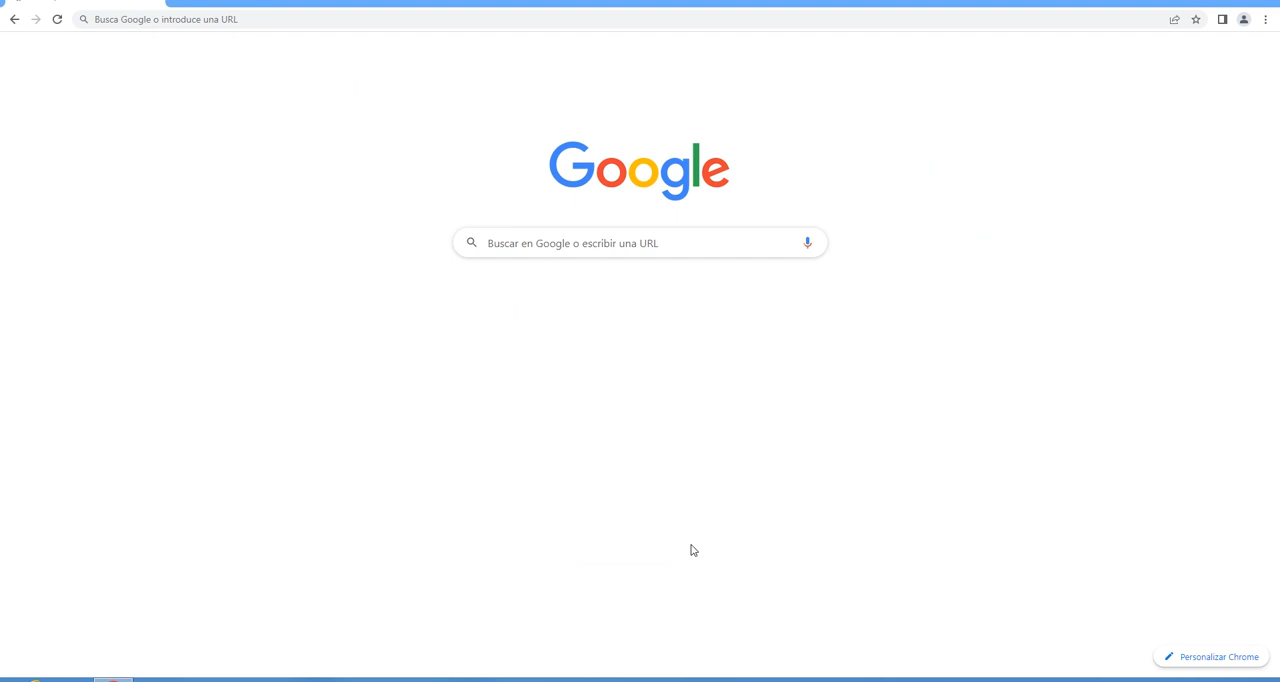 Busca Google o introduce una URL
Google
Buscar en Google o escribir una URL
Personalizar Chrome